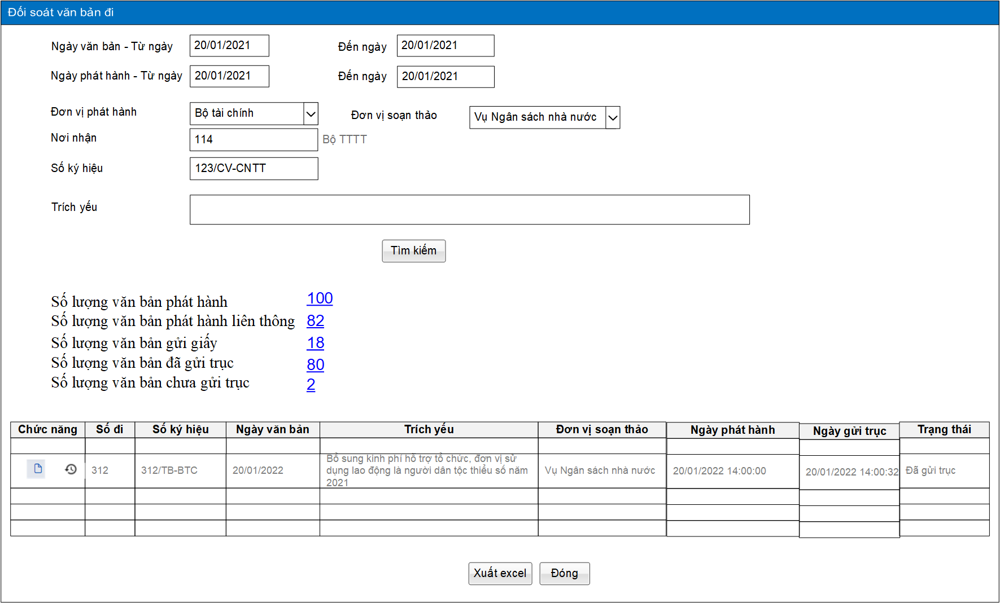 Đối soát văn bản đi
Ngày văn bản - Từ ngày 20/01/2021 Đến ngày 20/01/2021
Ngày phát hành - Từ ngày 20/01/2021 Đến ngày 20/01/2021
Đơn vị phát hành Bộ tài chính Đơn vị soạn thảo Vụ Ngân sách nhà nước
Nơi nhận 114 Bộ TTTT
Số ký hiệu 123/CV-CNTT
Trích yếu
Tìm kiếm
Số lượng văn bản phát hành 100
Số lượng văn bản phát hành liên thông 82
Số lượng văn bản gửi giấy 18
Số lượng văn bản đã gửi trục 80
Số lượng văn bản chưa gửi trục 2
Chức năng Số đi Số ký hiệu Ngày văn bản Trích yếu Đơn vị soạn thảo Ngày phát hành Ngày gửi trục Trạng thái
312 312/TB-BTC 20/01/2022 Bổ sung kinh phí hỗ trợ tổ chức, đơn vị sử
dụng lao động là người dân tộc thiểu số năm
2021 Vụ Ngân sách nhà nước 20/01/2022 14:00:00 20/01/2022 14:00:32 Đã gửi trục
Xuất excel Đóng